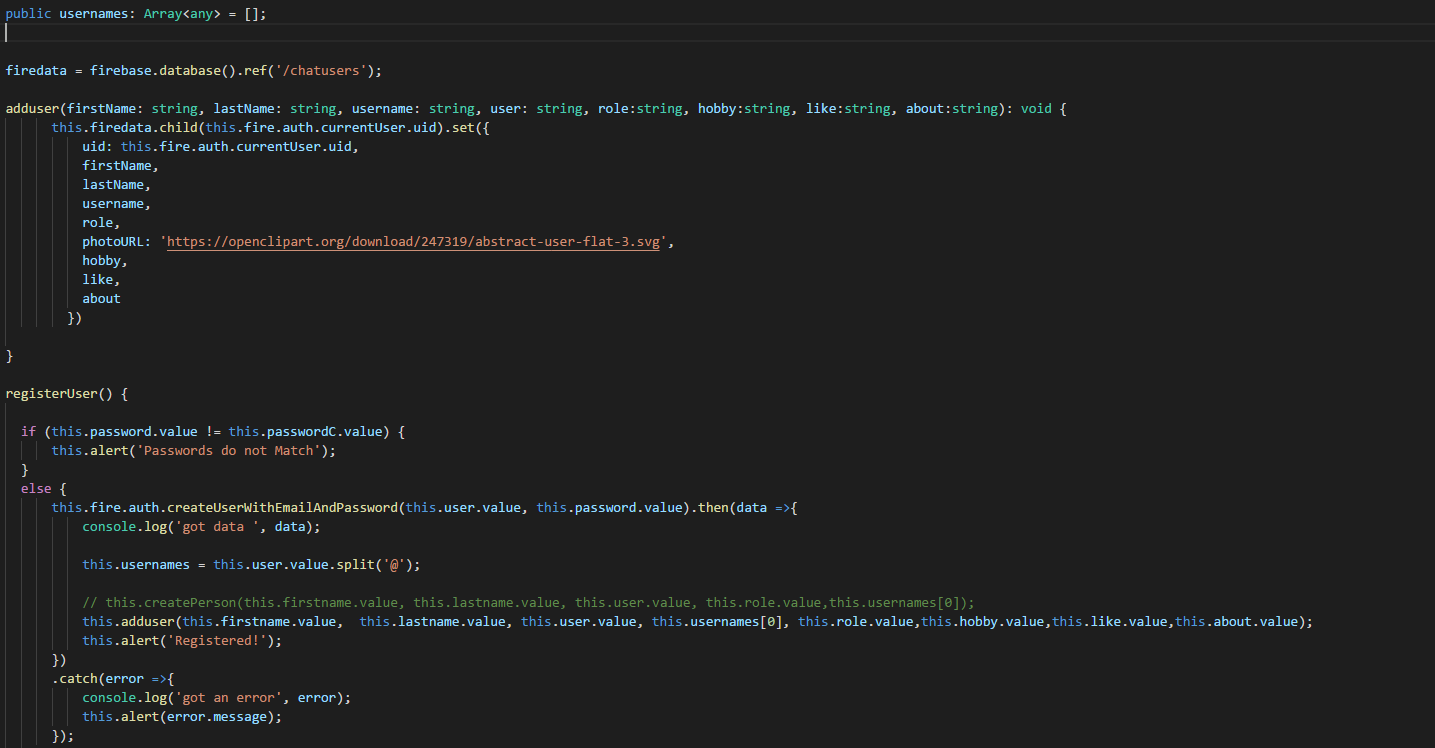 public usernames: Array<any> = [];
firedata = firebase.database().ref('/chatusers');
adduser(firstName: string, lastName: string, username: string, user: string, role:string, hobby:string, like:string, about:string): void {
this.firedata.child(this.fire.auth.currentUser.uid).set({
uid: this.fire.auth.currentUser.uid,
firstName,
lastName,
username,
role,
photoURL: 'https://openclipart.org/download/247319/abstract-user-flat-3.svg',
hobby,
like,
about
})
}
registerUser() {
if (this.password.value != this.passwordC.value) {
this.alert('Passwords do not Match');
}
else {
this.fire.auth.createUserWithEmailAndPassword(this.user.value, this.password.value).then(data =>{
console.log('got data ', data);
this.usernames = this.user.value.split('@');
// this.createPerson(this.firstname.value, this.lastname.value, this.user.value, this.role.value,this.usernames[0]);
this.adduser(this.firstname.value,  this.lastname.value, this.user.value, this.usernames[0], this.role.value,this.hobby.value,this.like.value,this.about.value);
this.alert('Registered!');
})
.catch(error =>{
console.log('got an error', error);
this.alert(error.message);
});